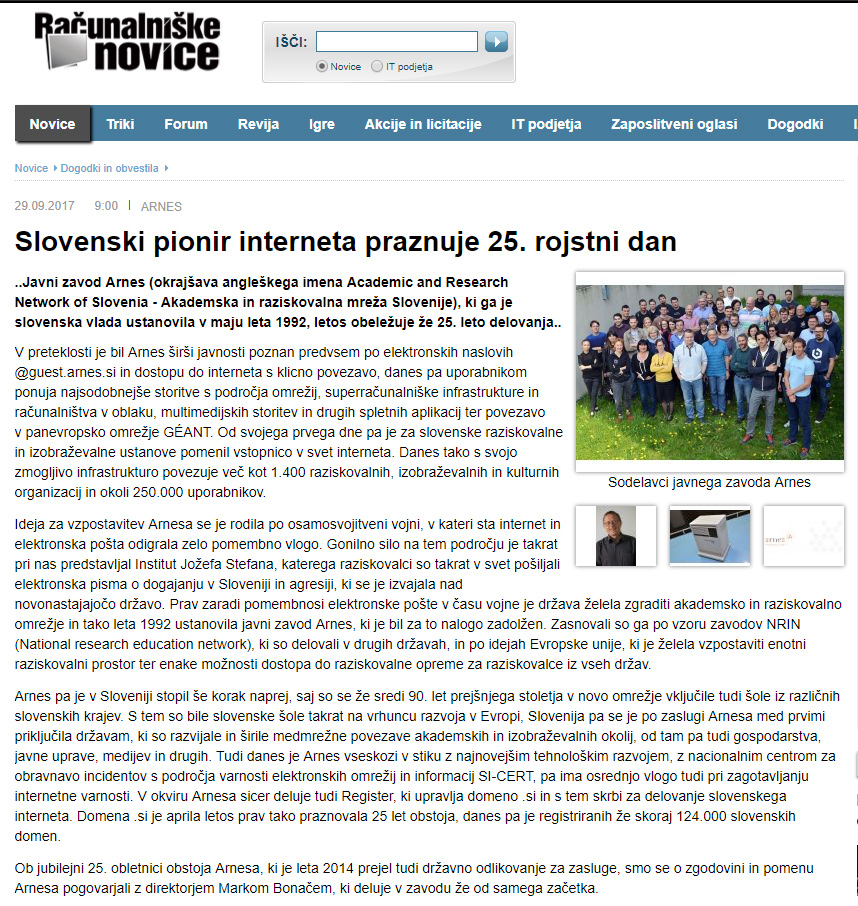 Računalniške
novice
IŠČI:
Novice IT podjetja
Novice Triki Forum Revija Igre Akcije in licitacije IT podjetja Zaposlitveni oglasi Dogodki
Novice Dogodki in obvestila
29.09.2017 9:00 | ARNES
Slovenski pionir interneta praznuje 25. rojstni dan
..Javni zavod Arnes (okrajšava angleškega imena Academic and Research
Network of Slovenia - Akademska in raziskovalna mreža Slovenije), ki ga je
slovenska vlada ustanovila v maju leta 1992, letos obeležuje že 25. leto delovanja..
V preteklosti je bil Arnes širši javnosti poznan predvsem po elektronskih naslovih
@guest.arnes.si in dostopu do interneta s klicno povezavo, danes pa uporabnikom
ponuja najsodobnejše storitve s področja omrežij, superračunalniške infrastrukture in
računalništva v oblaku, multimedijskih storitev in drugih spletnih aplikacij ter povezavo
v panevropsko omrežje GÉANT. Od svojega prvega dne pa je za slovenske raziskovalne
in izobraževalne ustanove pomenil vstopnico v svet interneta. Danes tako s svojo
zmogljivo infrastrukturo povezuje več kot 1.400 raziskovalnih, izobraževalnih in kulturnih
organizacij in okoli 250.000 uporabnikov.
Sodelavci javnega zavoda Arnes
arnes
Ideja za vzpostavitev Arnesa se je rodila po osamosvojitveni vojni, v kateri sta internet in
elektronska pošta odigrala zelo pomembno vlogo. Gonilno silo na tem področju je takrat
pri nas predstavljal Institut Jožefa Stefana, katerega raziskovalci so takrat v svet pošiljali
elektronska pisma o dogajanju v Sloveniji in agresiji, ki se je izvajala nad
novonastajajočo državo. Prav zaradi pomembnosti elektronske pošte v času vojne je država želela zgraditi akademsko in raziskovalno
omrežje in tako leta 1992 ustanovila javni zavod Arnes, ki je bil za to nalogo zadolžen. Zasnovali so ga po vzoru zavodov NRIN
(National research education network), ki so delovali v drugih državah, in po idejah Evropske unije, ki je želela vzpostaviti enotni
raziskovalni prostor ter enake možnosti dostopa do raziskovalne opreme za raziskovalce iz vseh držav.
Arnes pa je v Sloveniji stopil še korak naprej, saj so se že sredi 90. let prejšnjega stoletja v novo omrežje vključile tudi šole iz različnih
slovenskih krajev. S tem so bile slovenske šole takrat na vrhuncu razvoja v Evropi, Slovenija pa se je po zaslugi Arnesa med prvimi
priključila državam, ki so razvijale in širile medmrežne povezave akademskih in izobraževalnih okolij, od tam pa tudi gospodarstva,
javne uprave, medijev in drugih. Tudi danes je Arnes vseskozi v stiku z najnovejšim tehnološkim razvojem, z nacionalnim centrom za
obravnavo incidentov s področja varnosti elektronskih omrežij in informacij SI-CERT, pa ima osrednjo vlogo tudi pri zagotavljanju
internetne varnosti. V okviru Arnesa sicer deluje tudi Register, ki upravlja domeno .si in s tem skrbi za delovanje slovenskega
interneta. Domena .si je aprila letos prav tako praznovala 25 let obstoja, danes pa je registriranih že skoraj 124.000 slovenskih
domen.
Ob jubilejni 25. obletnici obstoja Arnesa, ki je leta 2014 prejel tudi državno odlikovanje za zasluge, smo se o zgodovini in pomenu
Arnesa pogovarjali z direktorjem Markom Bonačem, ki deluje v zavodu že od samega začetka.